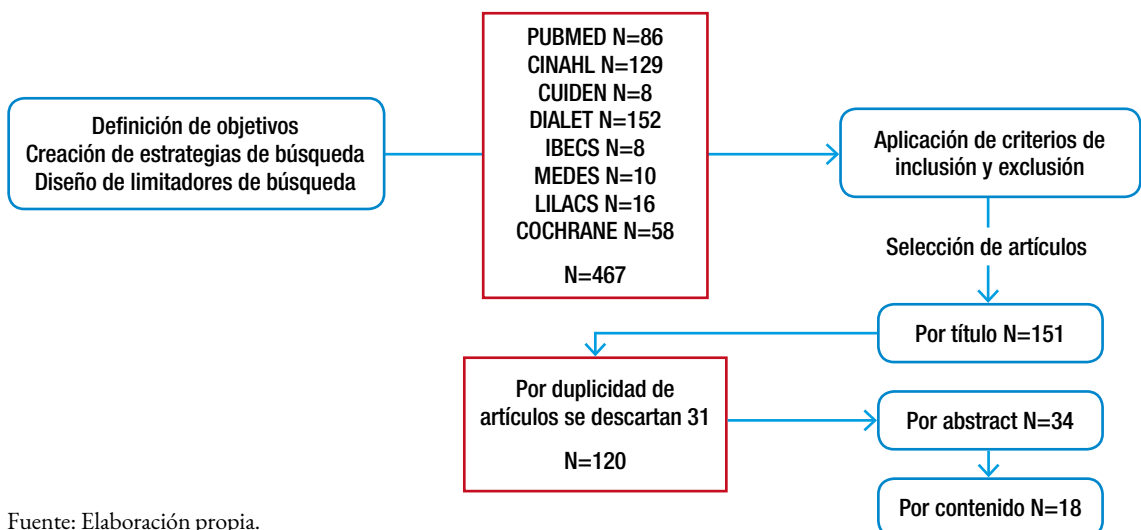 Definición de objetivos
Creación de estrategias de búsqueda
Diseño de limitadores de búsqueda
PUBMED N=86
CINAHL N=129
CUIDEN N=8
DIALET N=152
IBECS N=8
MEDES N=10
LILACS N=16
COCHRANE N=58
N=467
Aplicación de criterios de
inclusión y exclusión
Selección de artículos
Por título N=151
Por duplicidad de
artículos se descartan 31
N=120
Por abstract N=34
Por contenido N=18
Fuente: Elaboración propia.